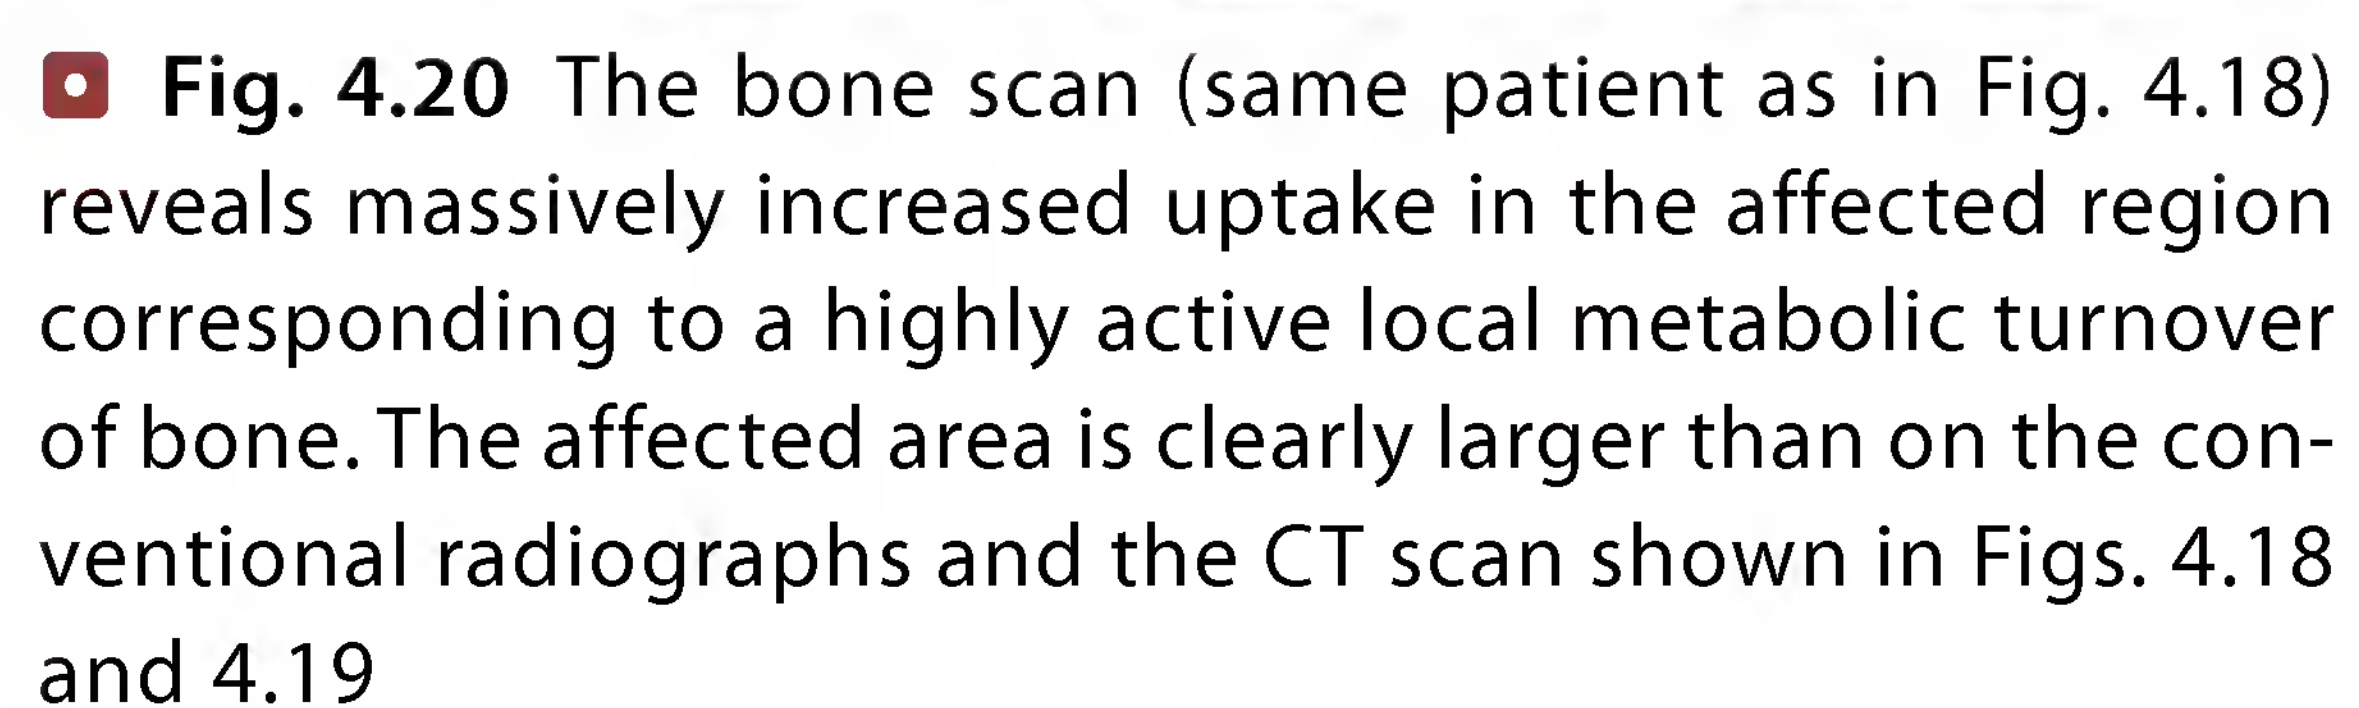 Fig. 4.20 The bone scan (same patient as in Fig. 4.18)
reveals massively increased uptake in the affected region
corresponding to a highly active local metabolic turnover
of bone. The affected area is clearly larger than on the con-
ventional radiographs and the CT scan shown in Figs. 4.18
and 4.19